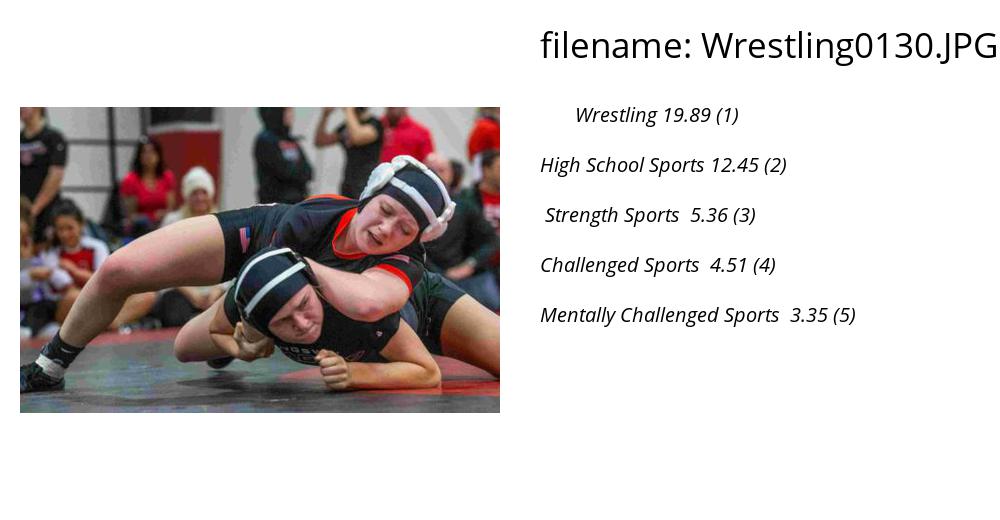 filename: Wrestling0130.JPG
Wrestling 19.89 (1)
High School Sports 12.45 (2)
Strength Sports 5.36 (3)
Challenged Sports 4.51 (4)
Mentally Challenged Sports 3.35 (5)